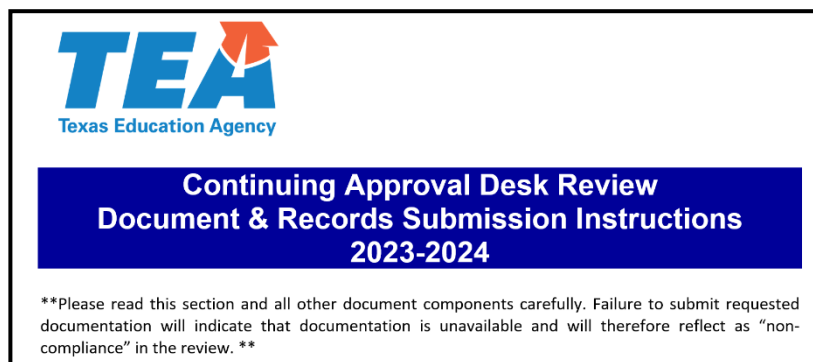 TEA
Texas Education Agency
Continuing Approval Desk Review
Document & Records Submission Instructions
2023-2024
**Please read this section and all other document components carefully. Failure to submit requested
documentation will indicate that documentation is unavailable and will therefore reflect as “non-
compliance” in the review. **